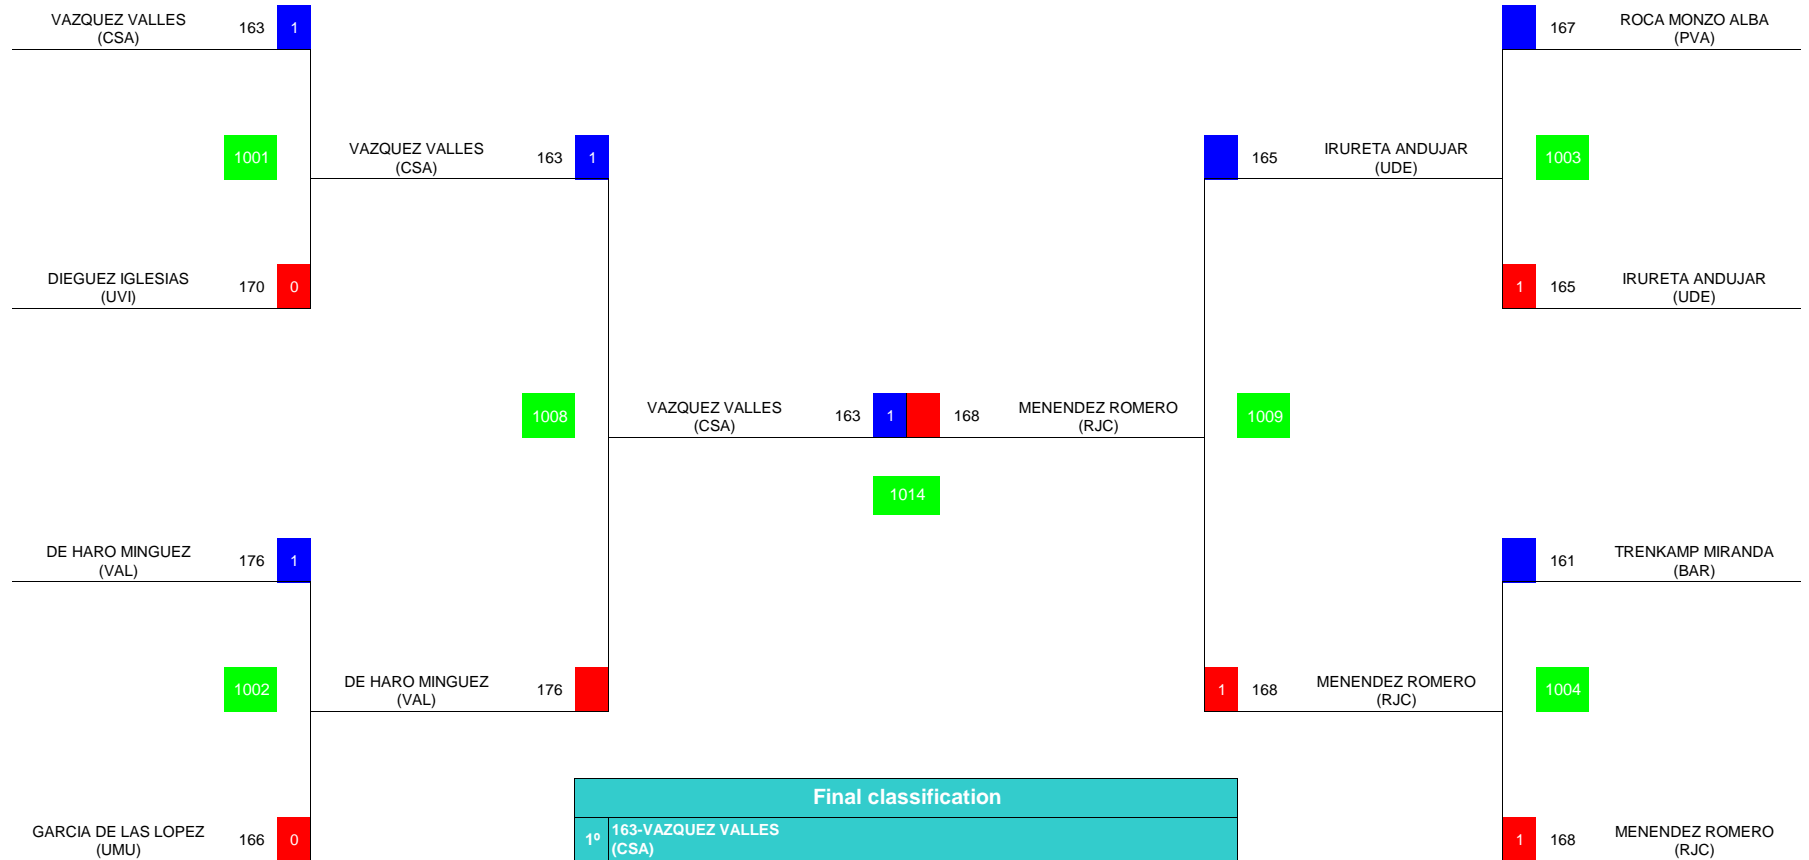 VAZQUEZ VALLES
(CSA)
163
1
167
ROCA MONZO ALBA
(PVA)
1001
VAZQUEZ VALLES
(CSA)
163
1
165
IRURETA ANDUJAR
(UDE)
1003
DIEGUEZ IGLESIAS
(UVI)
170
0
1
165
IRURETA ANDUJAR
(UDE)
1008
VAZQUEZ VALLES
(CSA)
163
1
168
MENENDEZ ROMERO
(RJC)
1009
1014
DE HARO MINGUEZ
(VAL)
176
1
161
TRENKAMP MIRANDA
(BAR)
1002
DE HARO MINGUEZ
(VAL)
176
1
168
MENENDEZ ROMERO
(RJC)
1004
GARCIA DE LAS LOPEZ
(UMU)
166
0
Final classification
1º
163-VAZQUEZ VALLES
(CSA)
1
168
MENENDEZ ROMERO
(RJC)